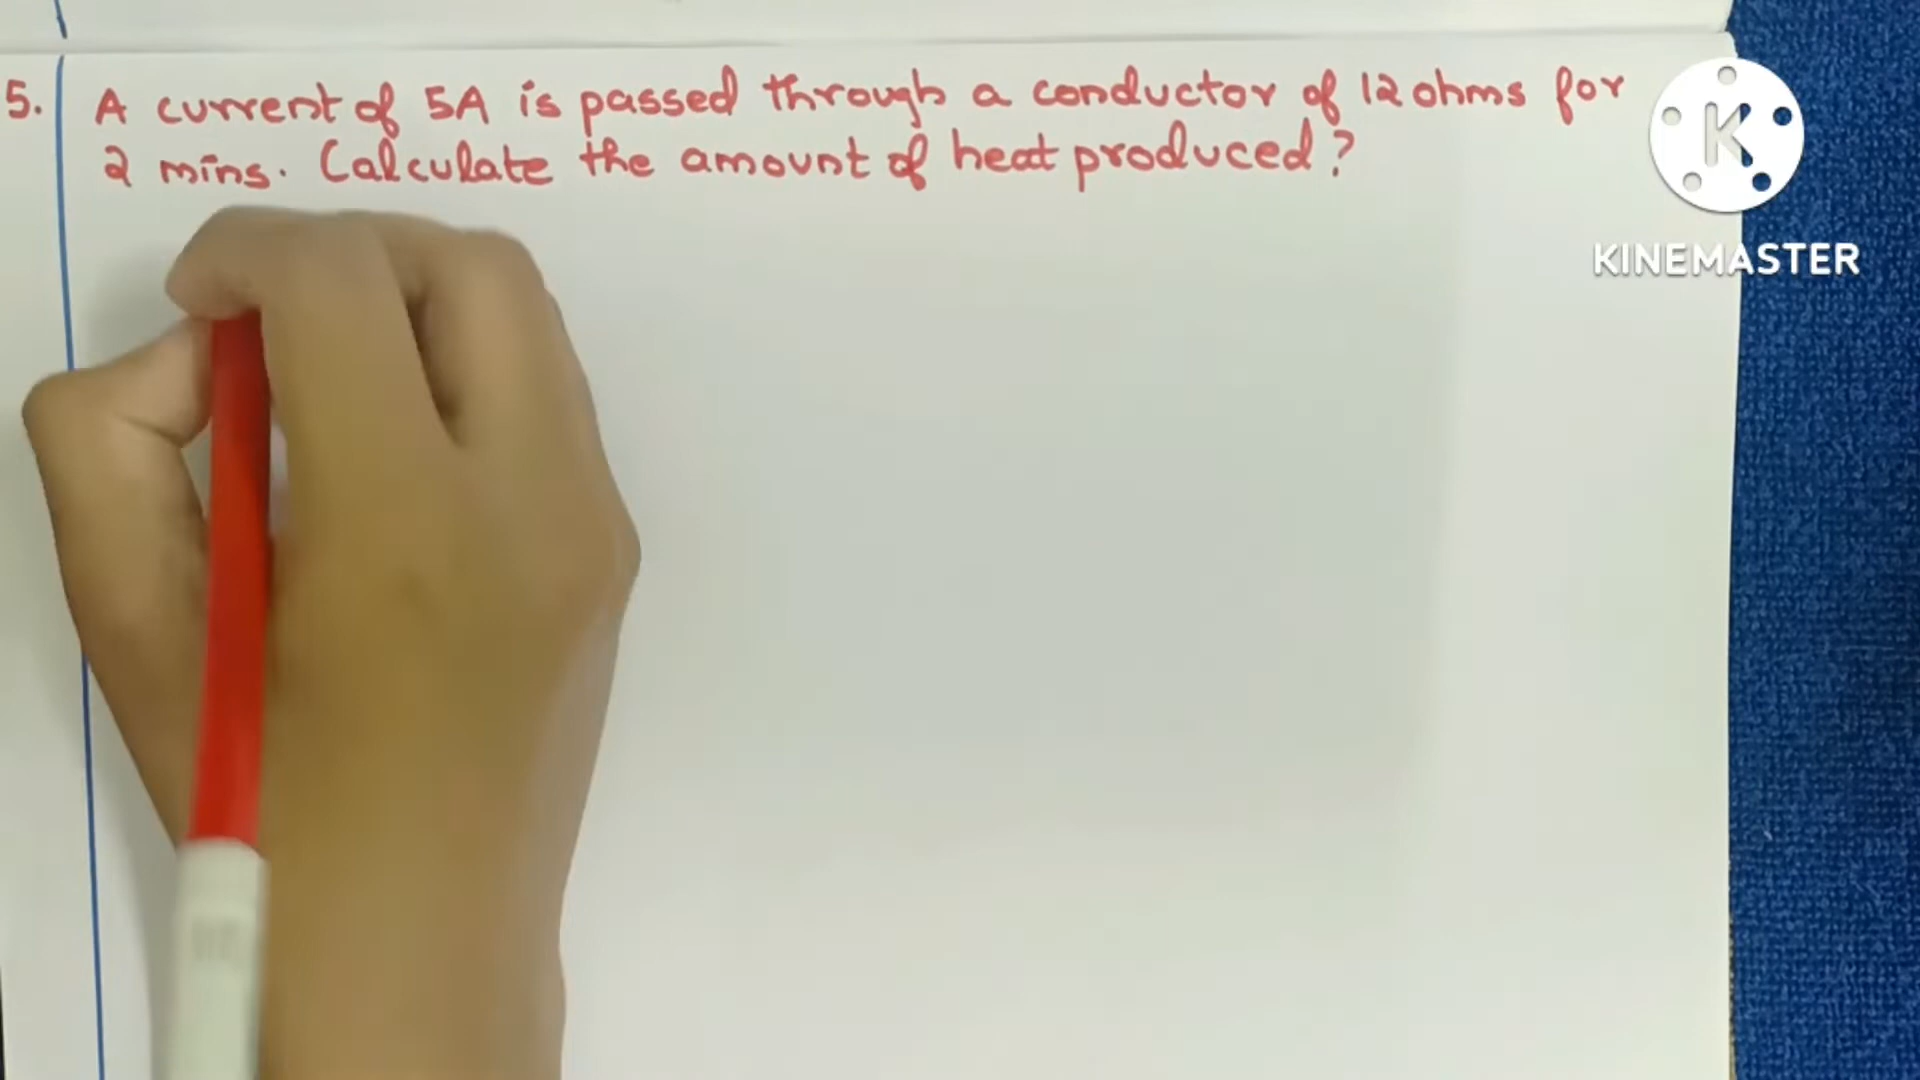 5. A current of 5A is passed through a conductor of 12 ohms for
2 mins. Calculate the amount of heat produced?
K
KINEMASTER